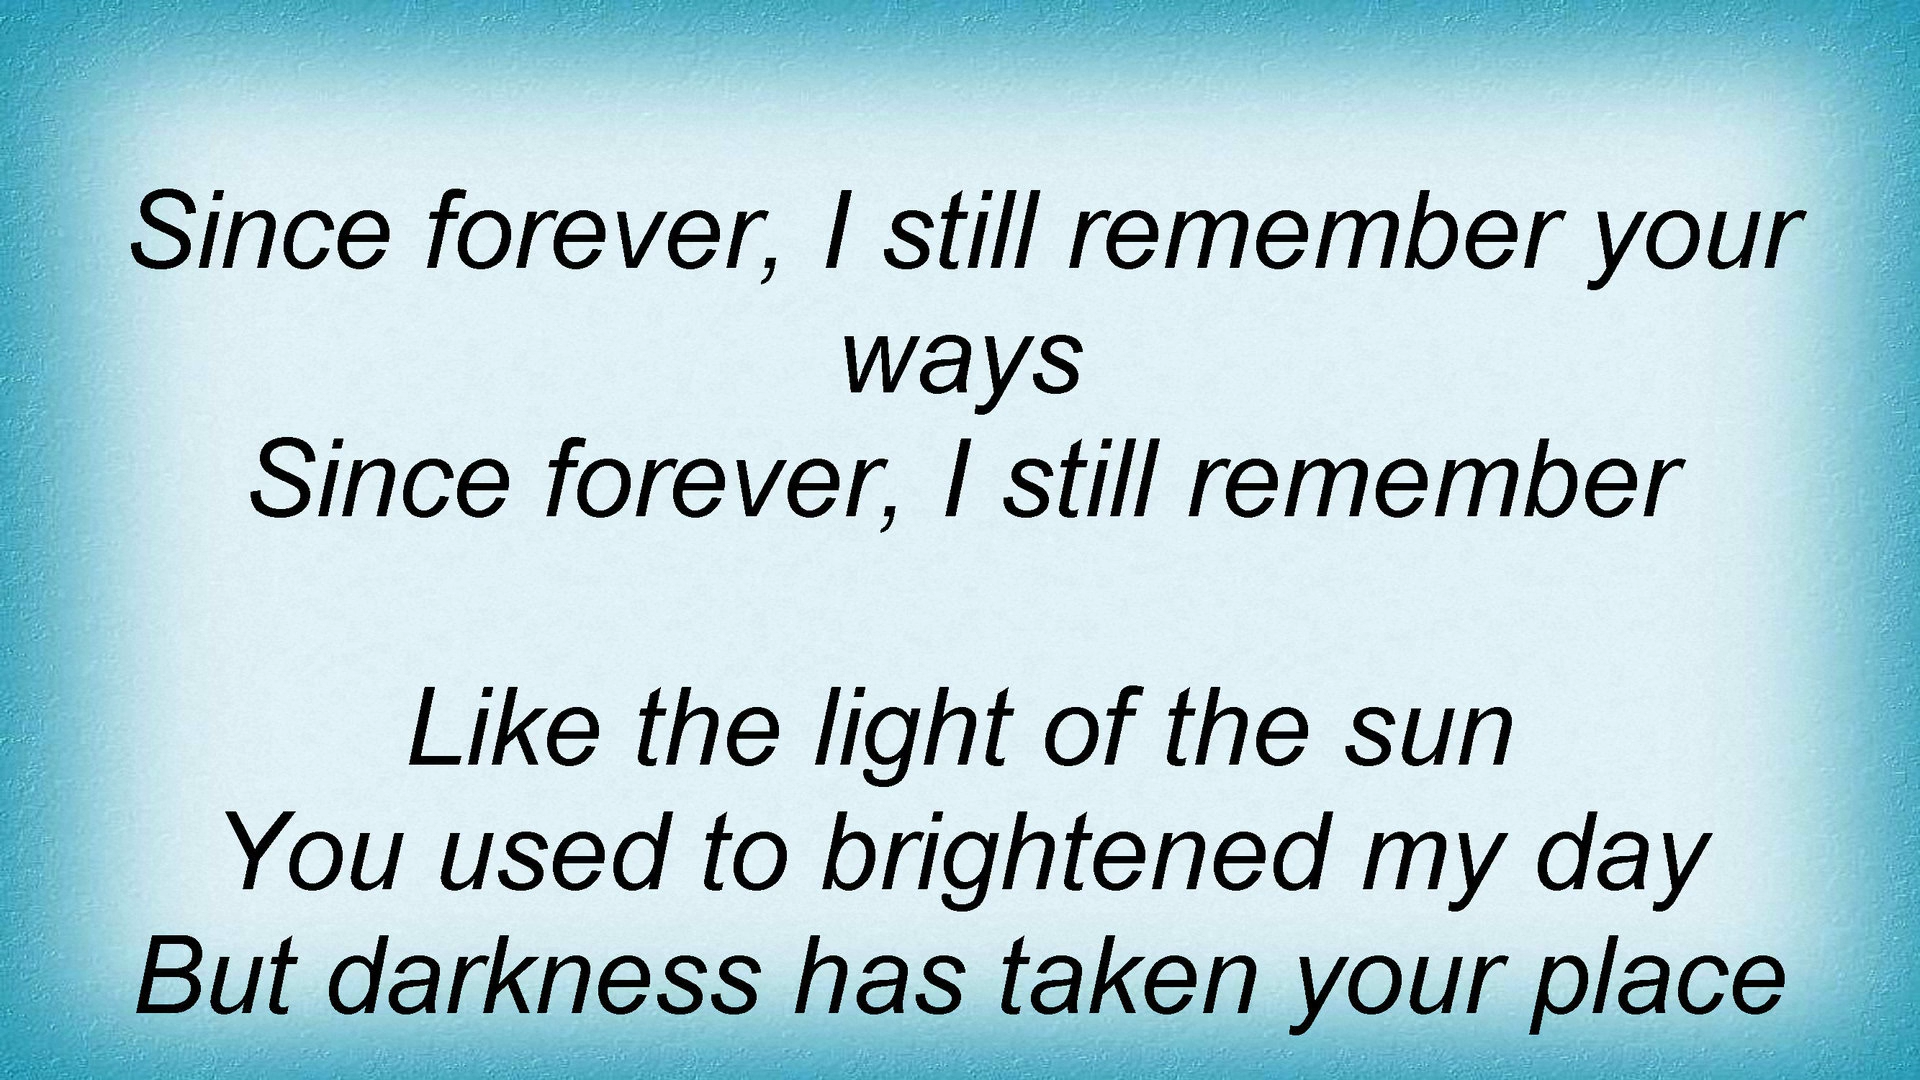 Since forever, I still remember your
ways
Since forever, I still remember
Like the light of the sun
You used to brightened my day
But darkness has taken your place